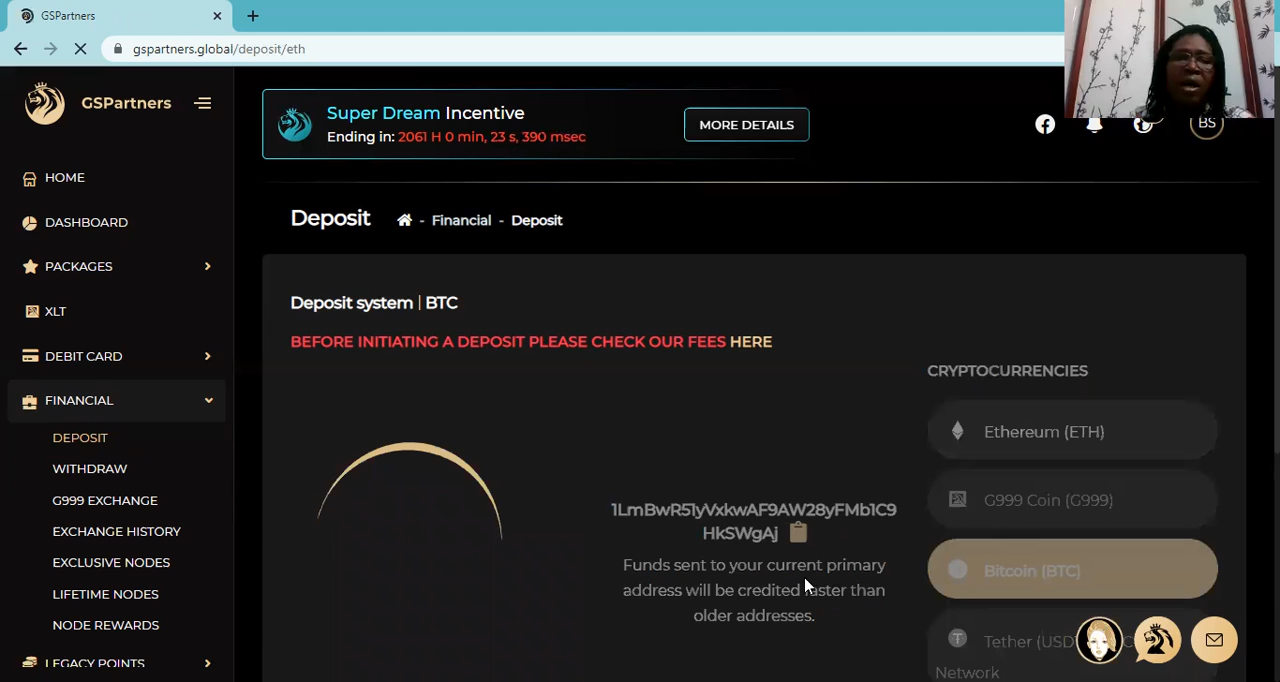 GSPartners
gspartners.global/deposit/eth
GSPartners
Super Dream Incentive
Ending in: 2061 H 0 min, 23 s, 390 msec
MORE DETAILS
BS
HOME
DASHBOARD
PACKAGES
XLT
DEBIT CARD
FINANCIAL
DEPOSIT
WITHDRAW
G999 EXCHANGE
EXCHANGE HISTORY
EXCLUSIVE NODES
LIFETIME NODES
NODE REWARDS
LEGACY POINTS
Deposit
- Financial - Deposit
Deposit system | BTC
BEFORE INITIATING A DEPOSIT PLEASE CHECK OUR FEES HERE
1LmBwR51yVxkwAF9AW28yFMb1C9
HkSWgAj
Funds sent to your current primary
address will be credited faster than
older addresses.
CRYPTOCURRENCIES
Ethereum (ETH)
G999 Coin (G999)
Bitcoin (BTC)
Tether (USD
Network